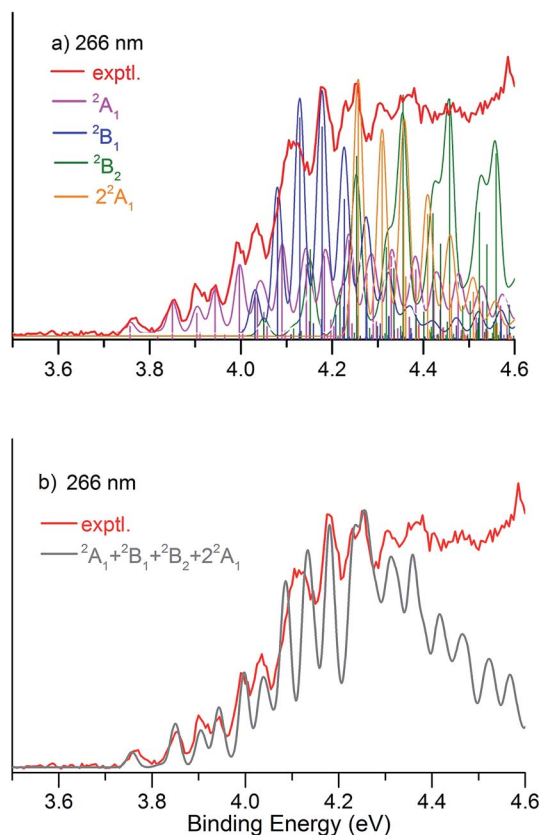 a) 266 nm
exptl.
²A₁
²B₁
²B₂
2²A₁
3.6 3.8 4.0 4.2 4.4 4.6
b) 266 nm
exptl.
²A₁+²B₁+²B₂+2²A₁
3.6 3.8 4.0 4.2 4.4 4.6
Binding Energy (eV)